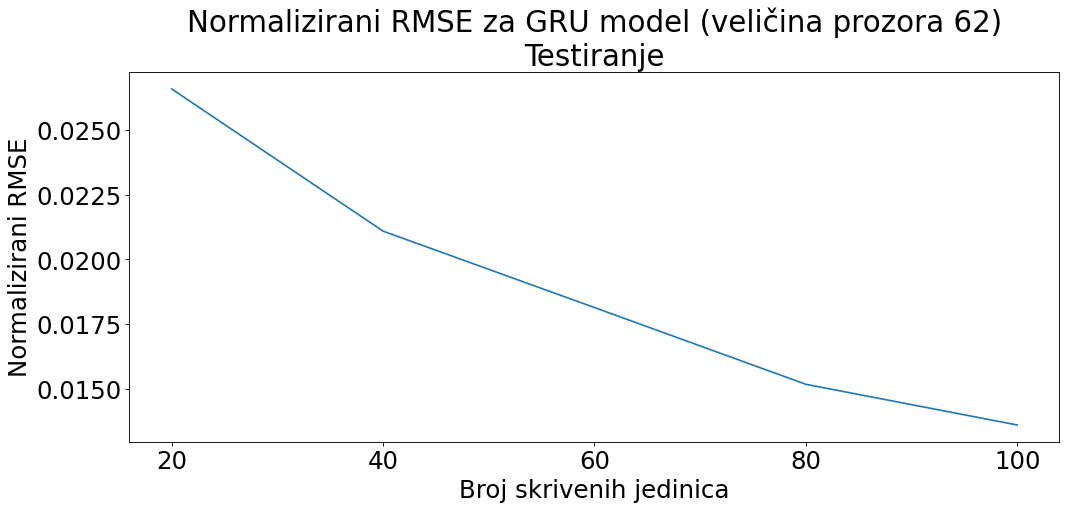 Normalizirani RMSE za GRU model (veličina prozora 62)
Testiranje
Normalizirani RMSE
0.0250
0.0225
0.0200
0.0175
0.0150
20 40 60 80 100
Broj skrivenih jedinica